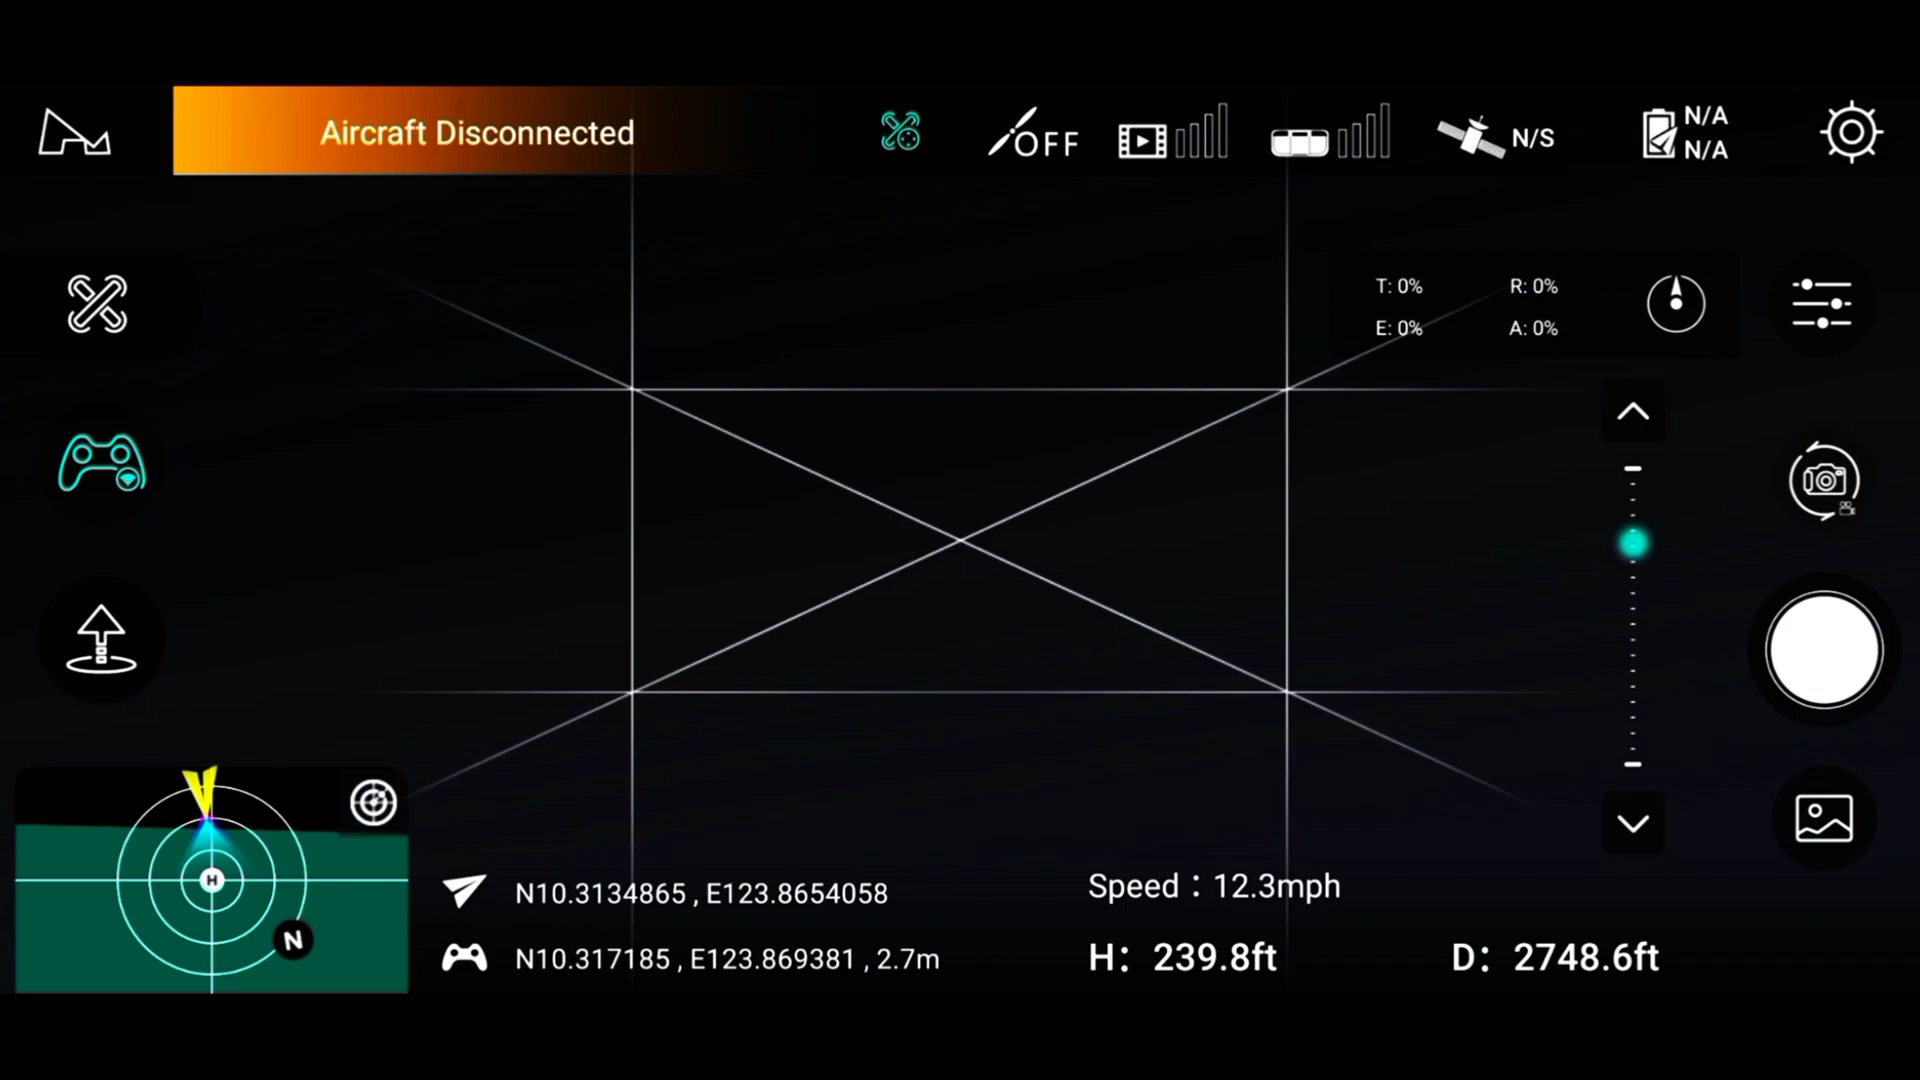 Aircraft Disconnected
OFF
N/S
N/A
N/A
T: 0% R: 0%
E: 0% A: 0%
H
N
N10.3134865 , E123.8654058
N10.317185 , E123.869381 , 2.7m
Speed : 12.3mph
H: 239.8ft D: 2748.6ft